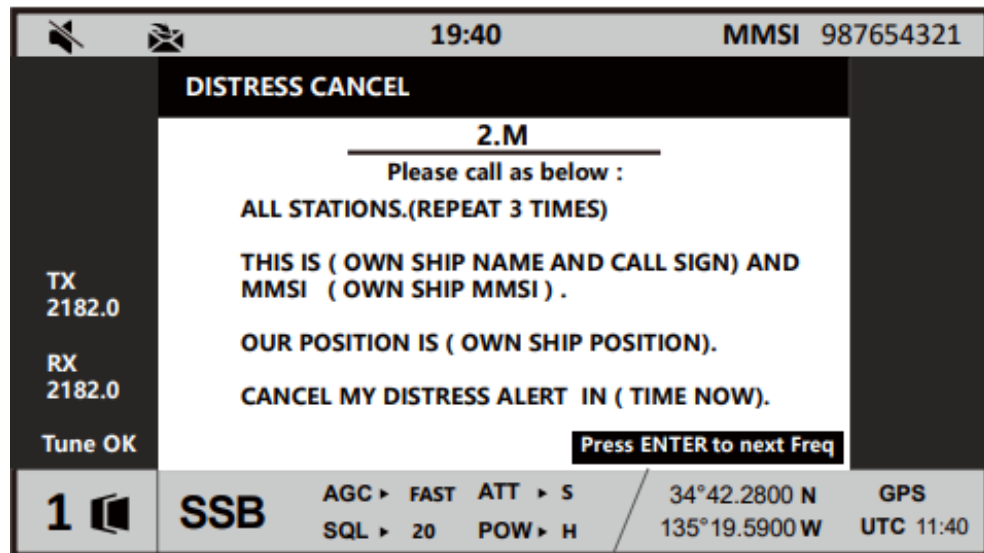 19:40 MMSI 987654321
DISTRESS CANCEL
2.M
Please call as below :
ALL STATIONS.(REPEAT 3 TIMES)
THIS IS ( OWN SHIP NAME AND CALL SIGN) AND
MMSI ( OWN SHIP MMSI ) .
OUR POSITION IS ( OWN SHIP POSITION).
CANCEL MY DISTRESS ALERT IN ( TIME NOW).
Press ENTER to next Freq
TX
2182.0
RX
2182.0
Tune OK
1 SSB
AGC ▸ FAST ATT ▸ S
SQL ▸ 20 POW ▸ H
34°42.2800 N GPS
135°19.5900 W UTC 11:40